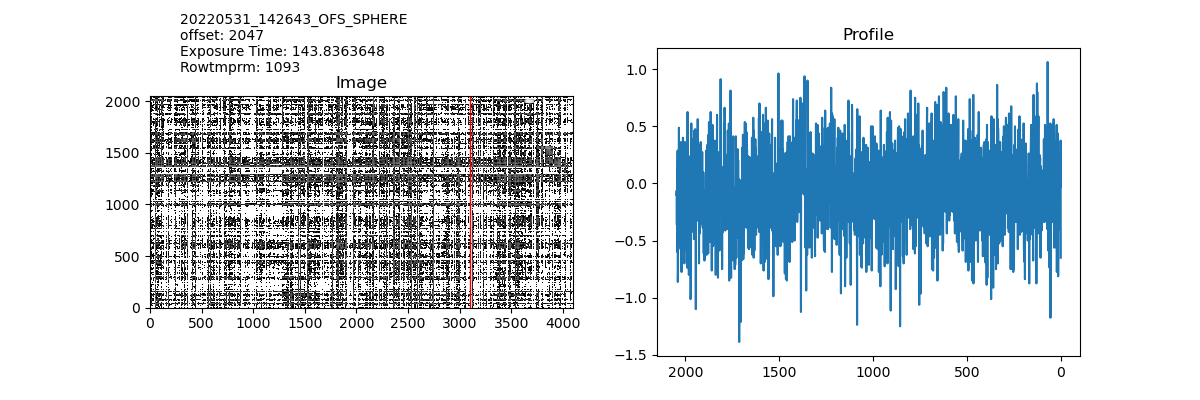 20220531_142643_OFS_SPHERE
offset: 2047
Exposure Time: 143.8363648
Rowtmprm: 1093
Image
2000
1500
1000
500
0
0 500 1000 1500 2000 2500 3000 3500 4000
Profile
1.0
0.5
0.0
−0.5
−1.0
−1.5
2000 1500 1000 500 0